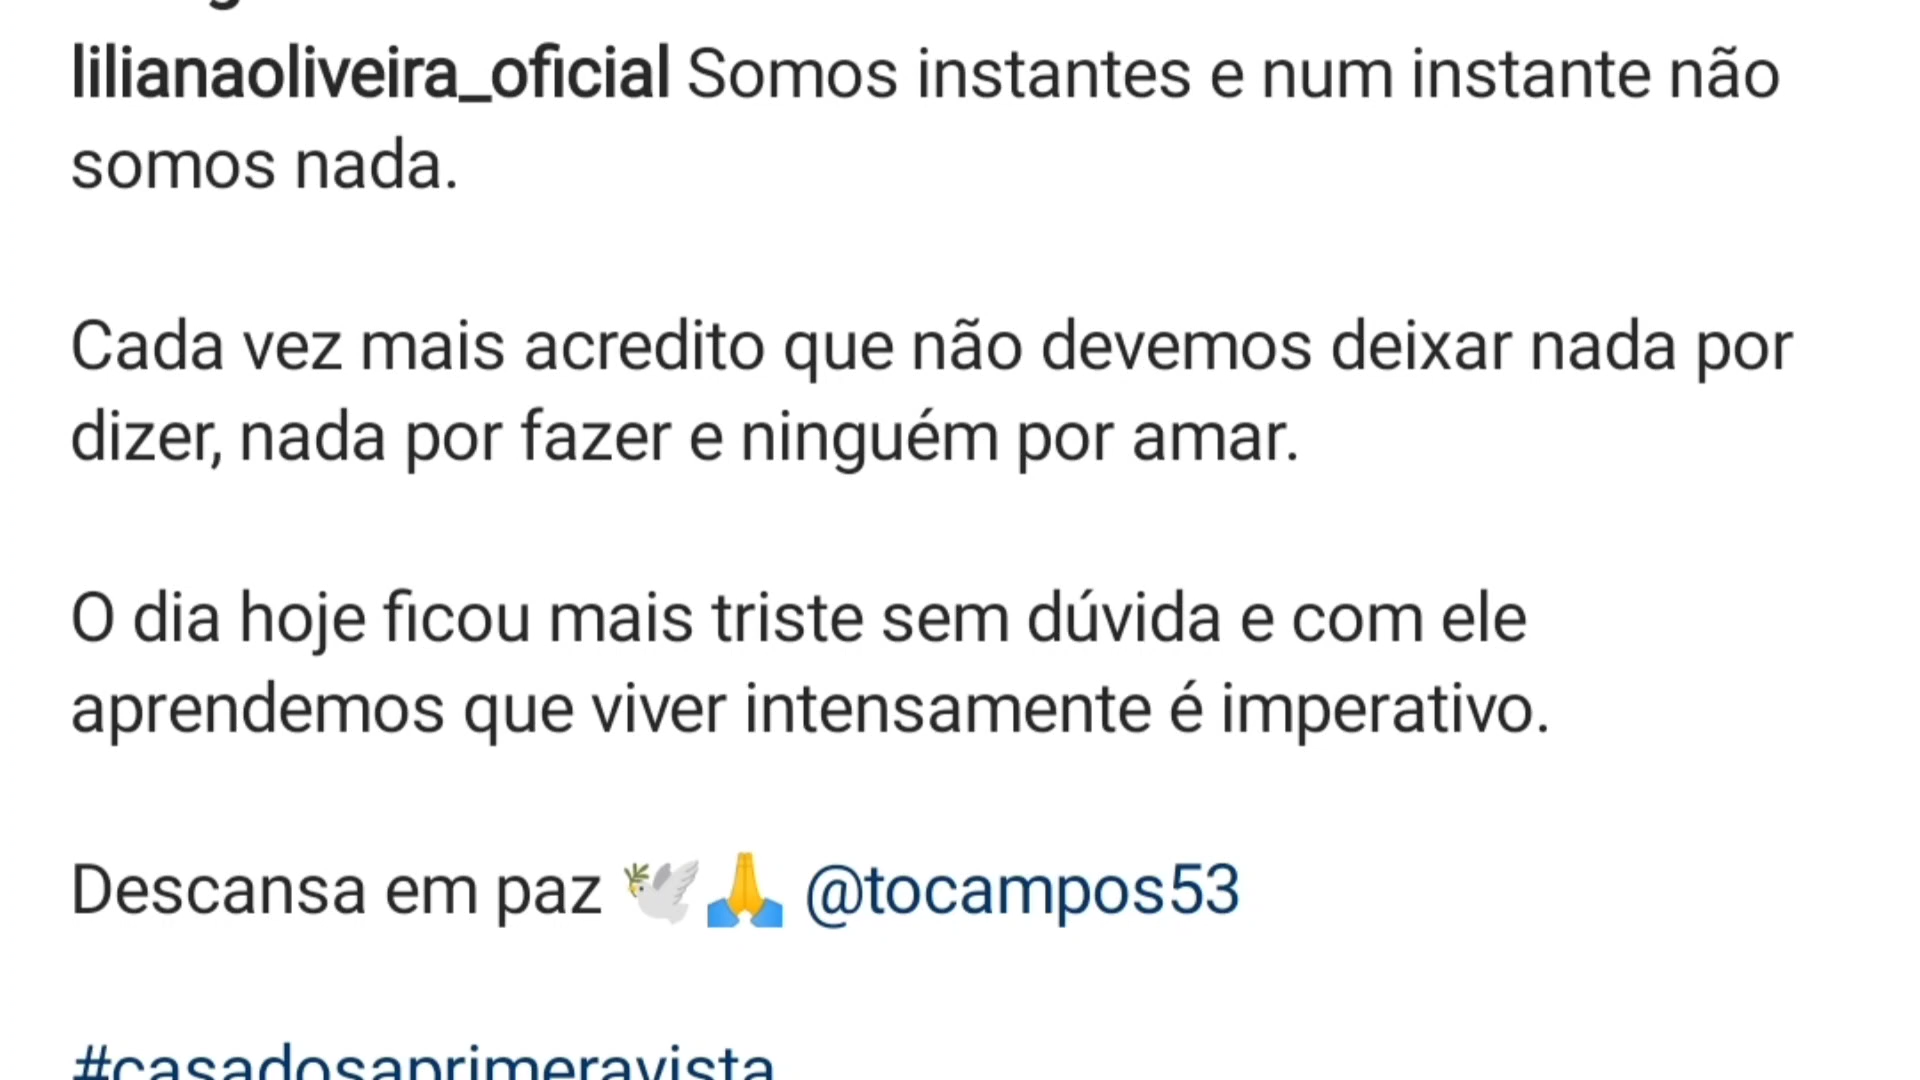 lilianaoliveira_oficial Somos instantes e num instante não
somos nada.
Cada vez mais acredito que não devemos deixar nada por
dizer, nada por fazer e ninguém por amar.
O dia hoje ficou mais triste sem dúvida e com ele
aprendemos que viver intensamente é imperativo.
Descansa em paz 🕊️🙏 @tocampos53
#casadosaprimeravista